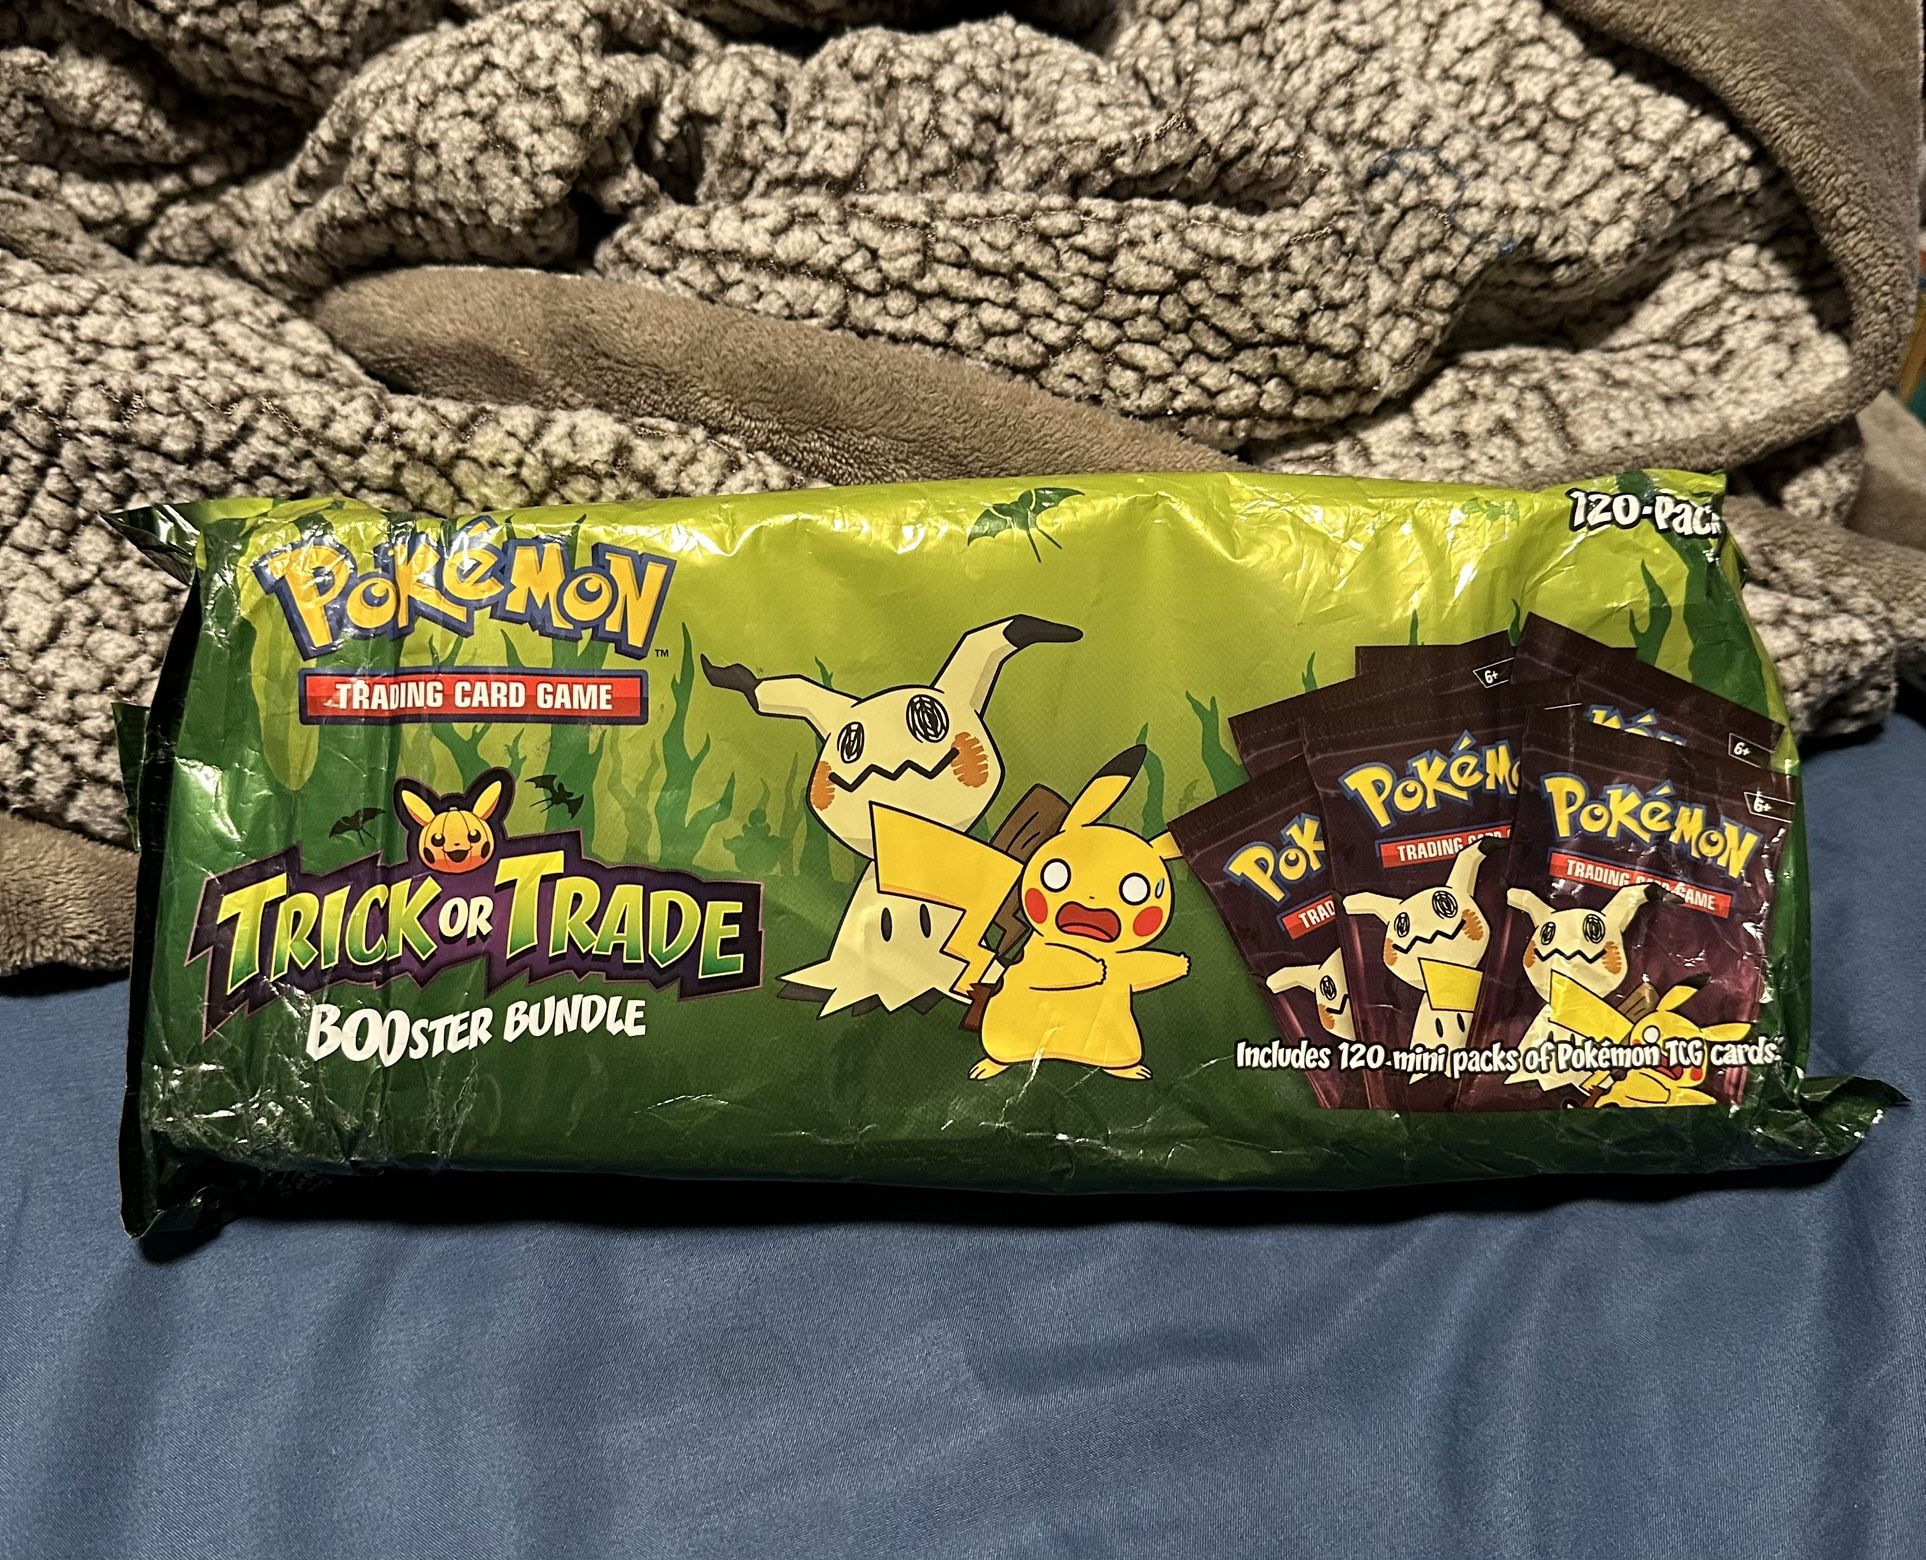 120-Pack
POKéMON
TM
TRADING CARD GAME
TRICK OR TRADE
BOOSTER BUNDLE
6+
6+
6+
POKéMON
TRADING CARD GAME
Includes 120 mini packs of Pokémon TCG cards.